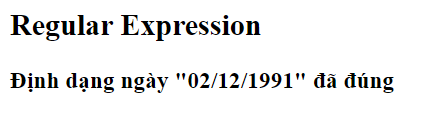 Regular Expression
Định dạng ngày "02/12/1991" đã đúng